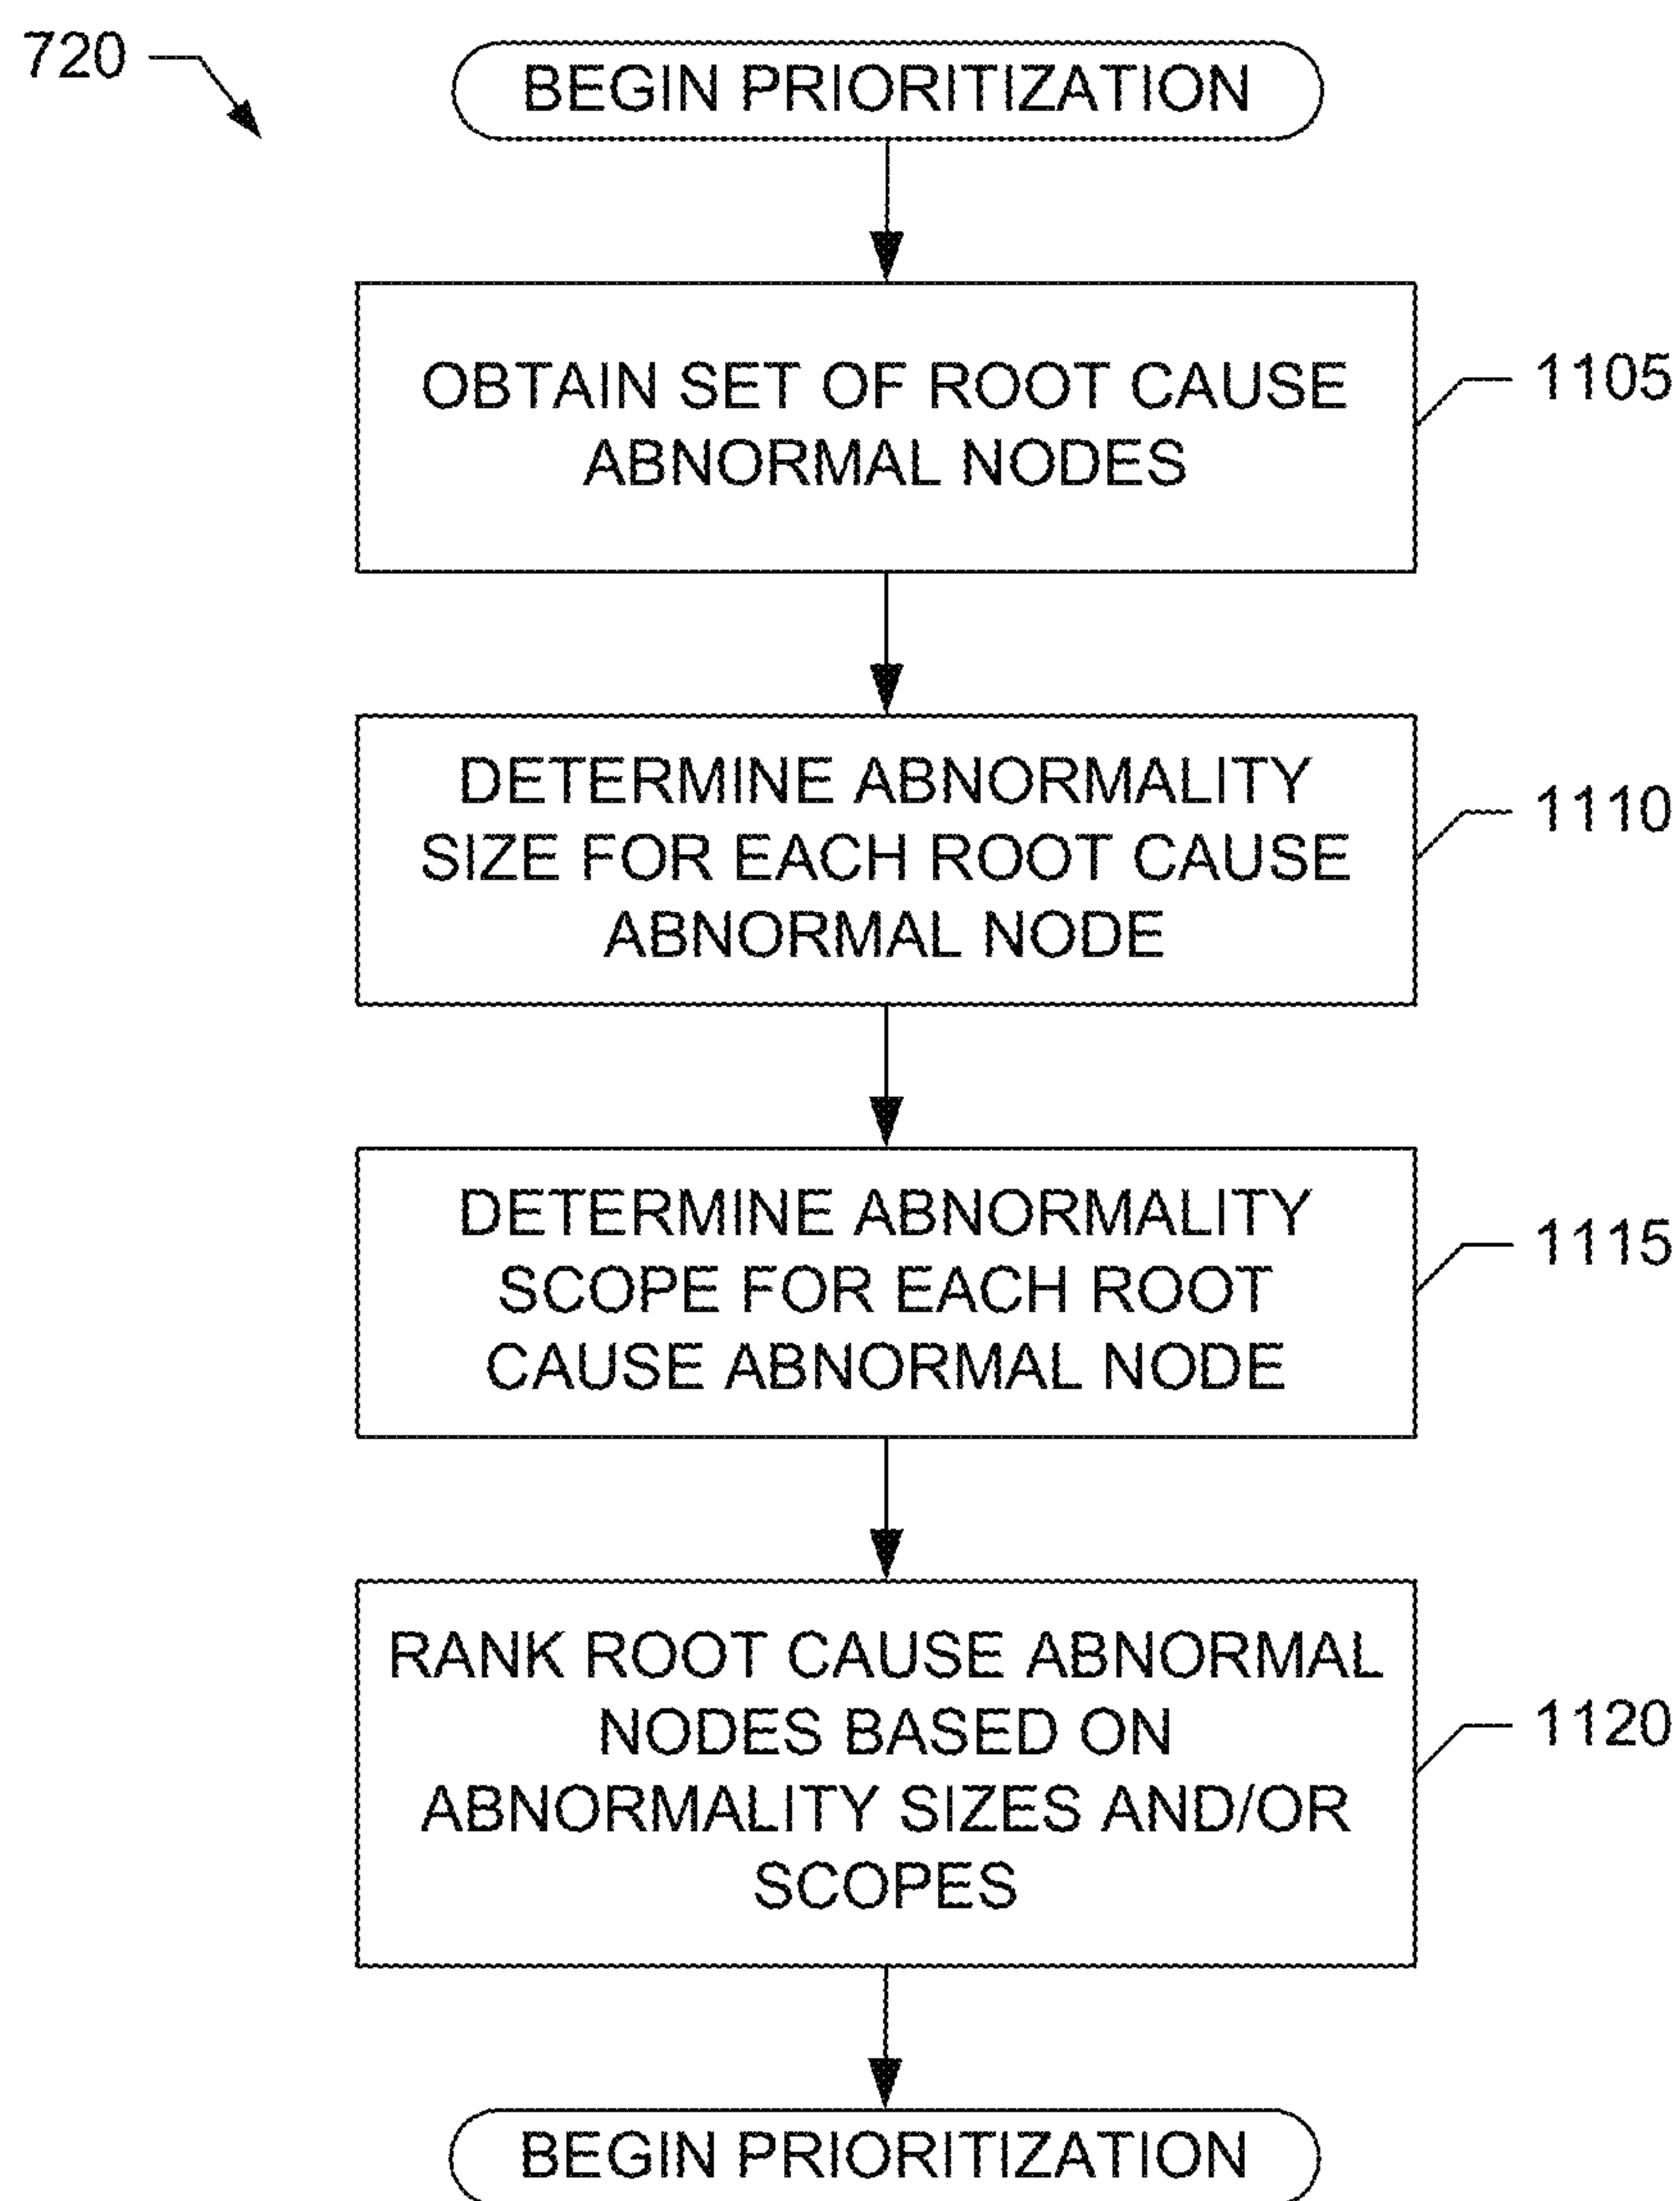 720
BEGIN PRIORITIZATION
OBTAIN SET OF ROOT CAUSE
ABNORMAL NODES
1105
DETERMINE ABNORMALITY
SIZE FOR EACH ROOT CAUSE
ABNORMAL NODE
1110
DETERMINE ABNORMALITY
SCOPE FOR EACH ROOT
CAUSE ABNORMAL NODE
1115
RANK ROOT CAUSE ABNORMAL
NODES BASED ON
ABNORMALITY SIZES AND/OR
SCOPES
1120
BEGIN PRIORITIZATION